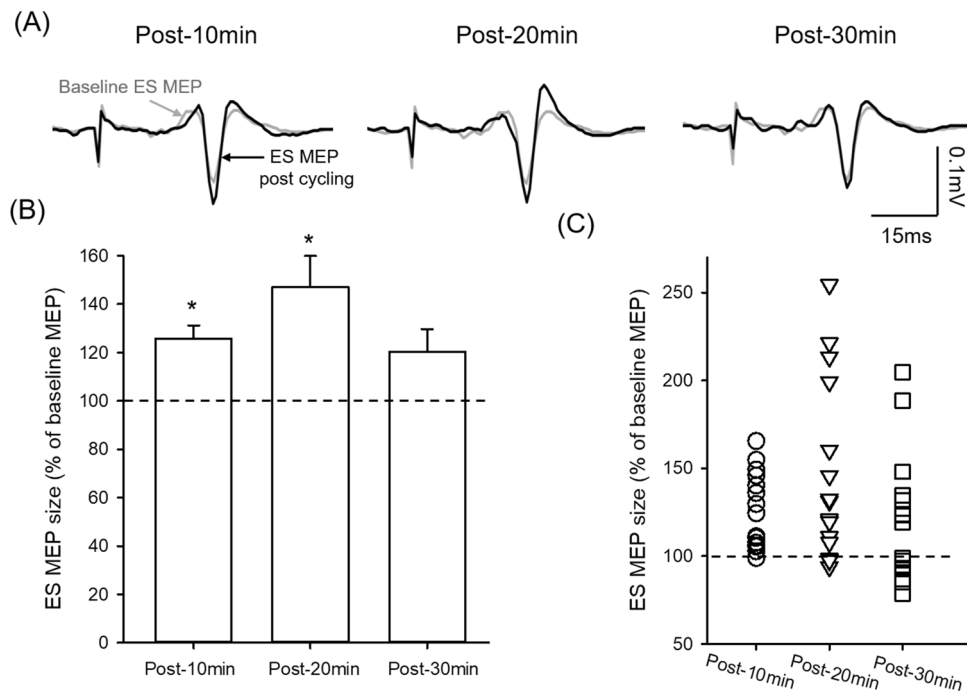 (A)
Post-10min
Post-20min
Post-30min
Baseline ES MEP
ES MEP
post cycling
0.1mV
15ms
(B)
ES MEP size (% of baseline MEP)
160
140
120
100
80
60
40
20
0
*
*
Post-10min
Post-20min
Post-30min
(C)
ES MEP size (% of baseline MEP)
250
200
150
100
50
Post-10min
Post-20min
Post-30min